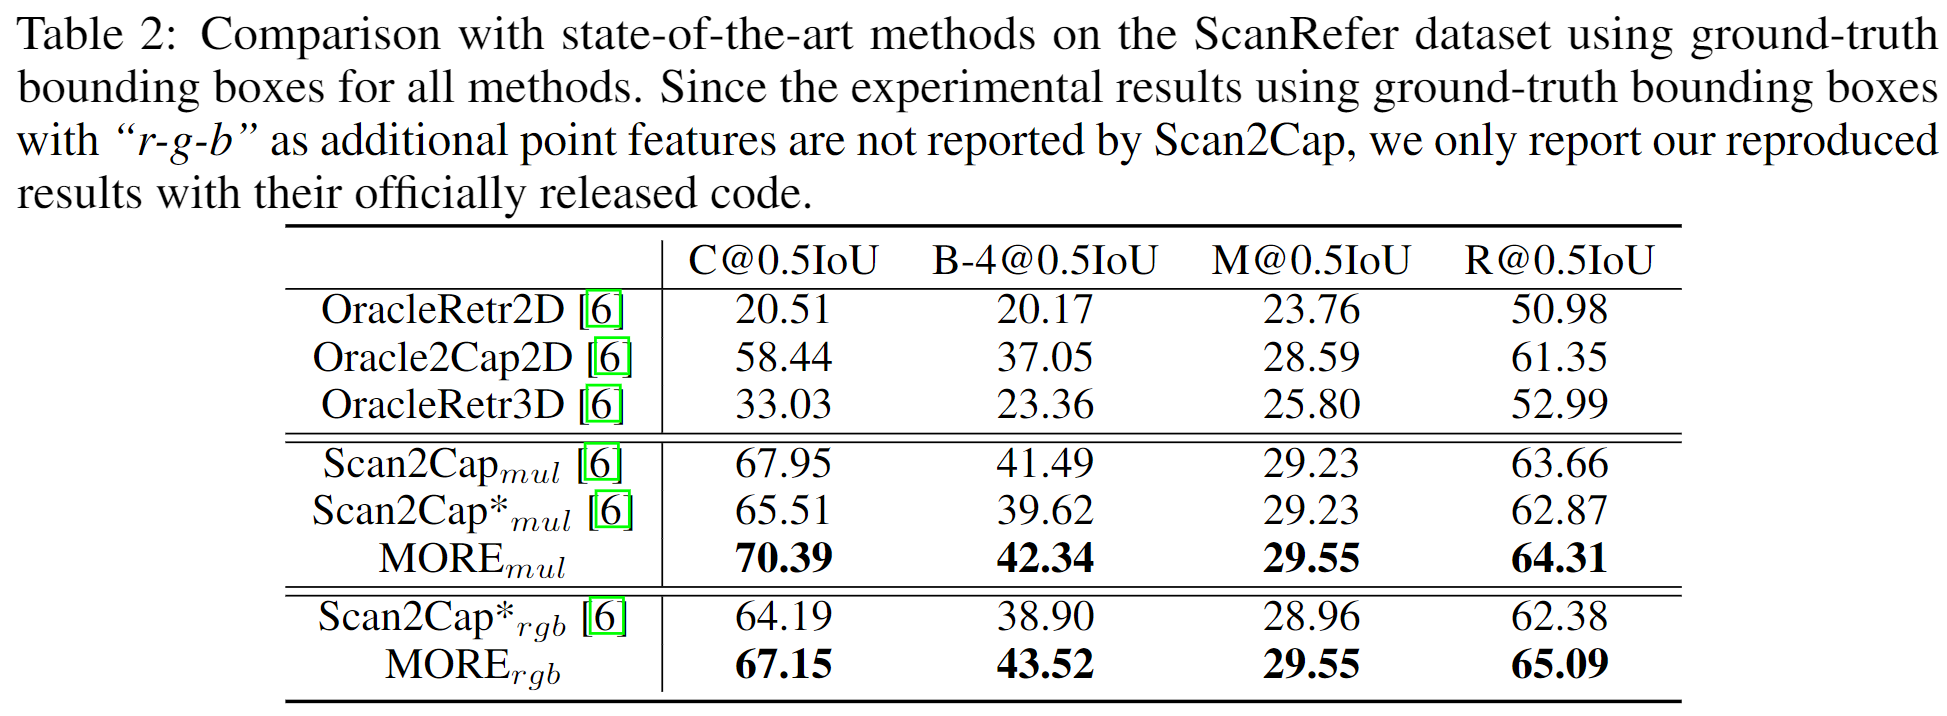 Table 2: Comparison with state-of-the-art methods on the ScanRefer dataset using ground-truth
bounding boxes for all methods. Since the experimental results using ground-truth bounding boxes
with “r-g-b” as additional point features are not reported by Scan2Cap, we only report our reproduced
results with their officially released code.
C@0.5IoU B-4@0.5IoU M@0.5IoU R@0.5IoU
OracleRetr2D [6] 20.51 20.17 23.76 50.98
Oracle2Cap2D [6] 58.44 37.05 28.59 61.35
OracleRetr3D [6] 33.03 23.36 25.80 52.99
Scan2Capmul [6] 67.95 41.49 29.23 63.66
Scan2Cap*mul [6] 65.51 39.62 29.23 62.87
MOREmul 70.39 42.34 29.55 64.31
Scan2Cap*rgb [6] 64.19 38.90 28.96 62.38
MORErgb 67.15 43.52 29.55 65.09